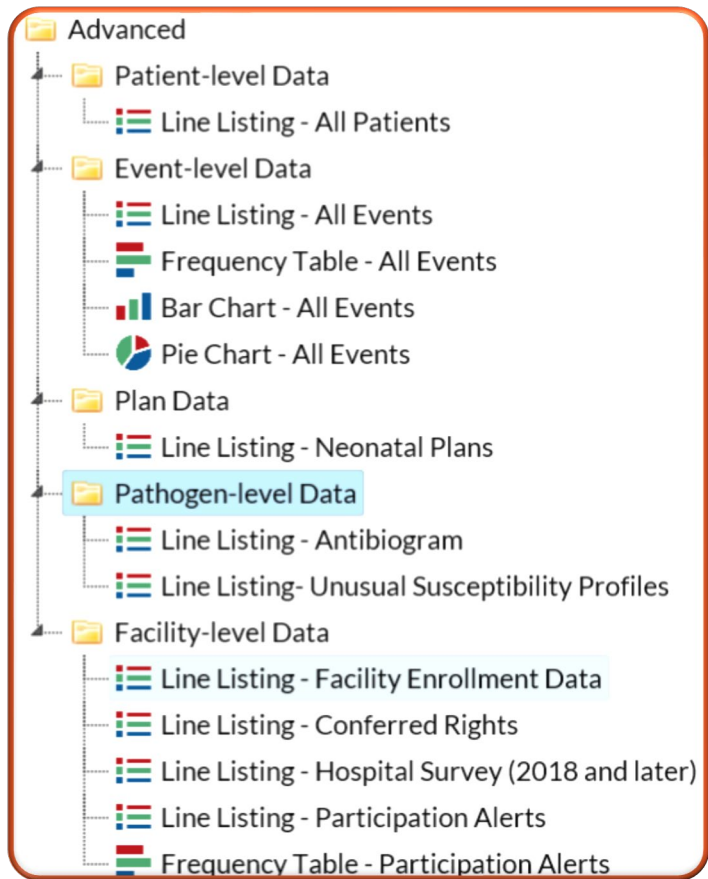 Advanced
Patient-level Data
Line Listing - All Patients
Event-level Data
Line Listing - All Events
Frequency Table - All Events
Bar Chart - All Events
Pie Chart - All Events
Plan Data
Line Listing - Neonatal Plans
Pathogen-level Data
Line Listing - Antibiogram
Line Listing- Unusual Susceptibility Profiles
Facility-level Data
Line Listing - Facility Enrollment Data
Line Listing - Conferred Rights
Line Listing - Hospital Survey (2018 and later)
Line Listing - Participation Alerts
Frequency Table - Participation Alerts